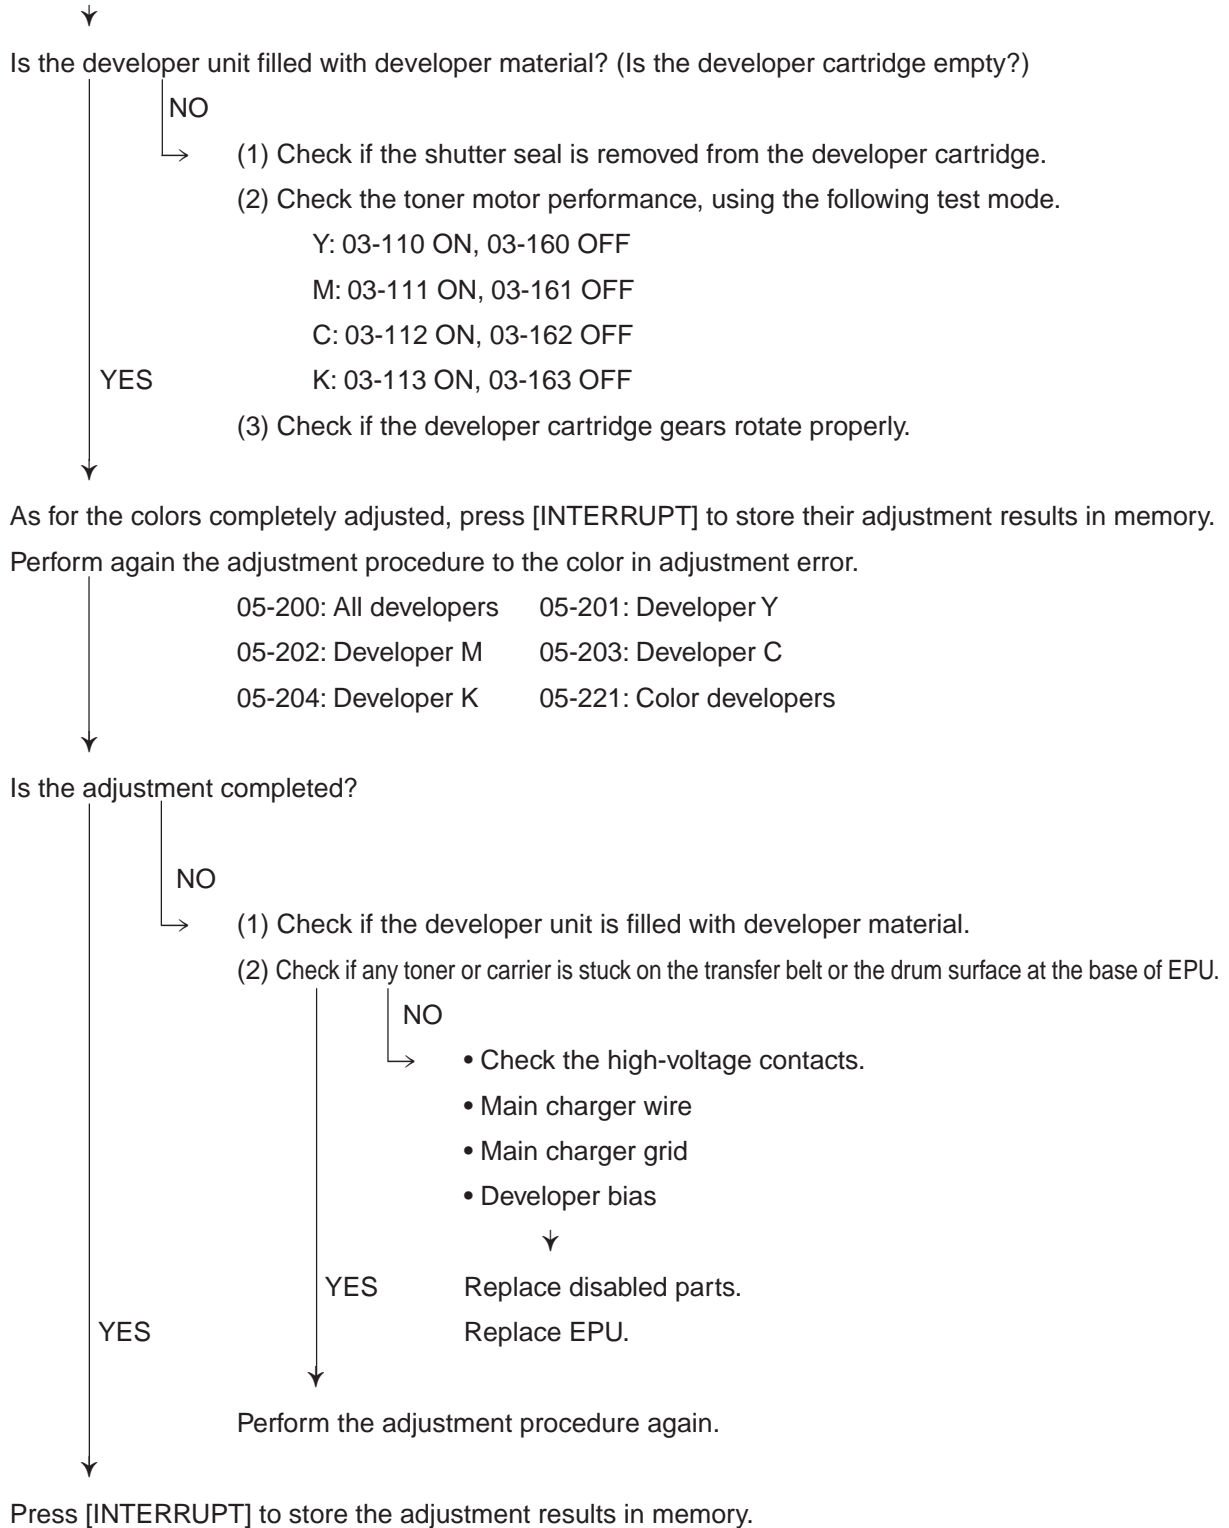 Is the developer unit filled with developer material? (Is the developer cartridge empty?)
NO
(1) Check if the shutter seal is removed from the developer cartridge.
(2) Check the toner motor performance, using the following test mode.
Y: 03-110 ON, 03-160 OFF
M: 03-111 ON, 03-161 OFF
C: 03-112 ON, 03-162 OFF
YES K: 03-113 ON, 03-163 OFF
(3) Check if the developer cartridge gears rotate properly.
As for the colors completely adjusted, press [INTERRUPT] to store their adjustment results in memory.
Perform again the adjustment procedure to the color in adjustment error.
05-200: All developers 05-201: Developer Y
05-202: Developer M 05-203: Developer C
05-204: Developer K 05-221: Color developers
Is the adjustment completed?
NO
(1) Check if the developer unit is filled with developer material.
(2) Check if any toner or carrier is stuck on the transfer belt or the drum surface at the base of EPU.
NO
• Check the high-voltage contacts.
• Main charger wire
• Main charger grid
• Developer bias
YES Replace disabled parts.
YES Replace EPU.
Perform the adjustment procedure again.
Press [INTERRUPT] to store the adjustment results in memory.